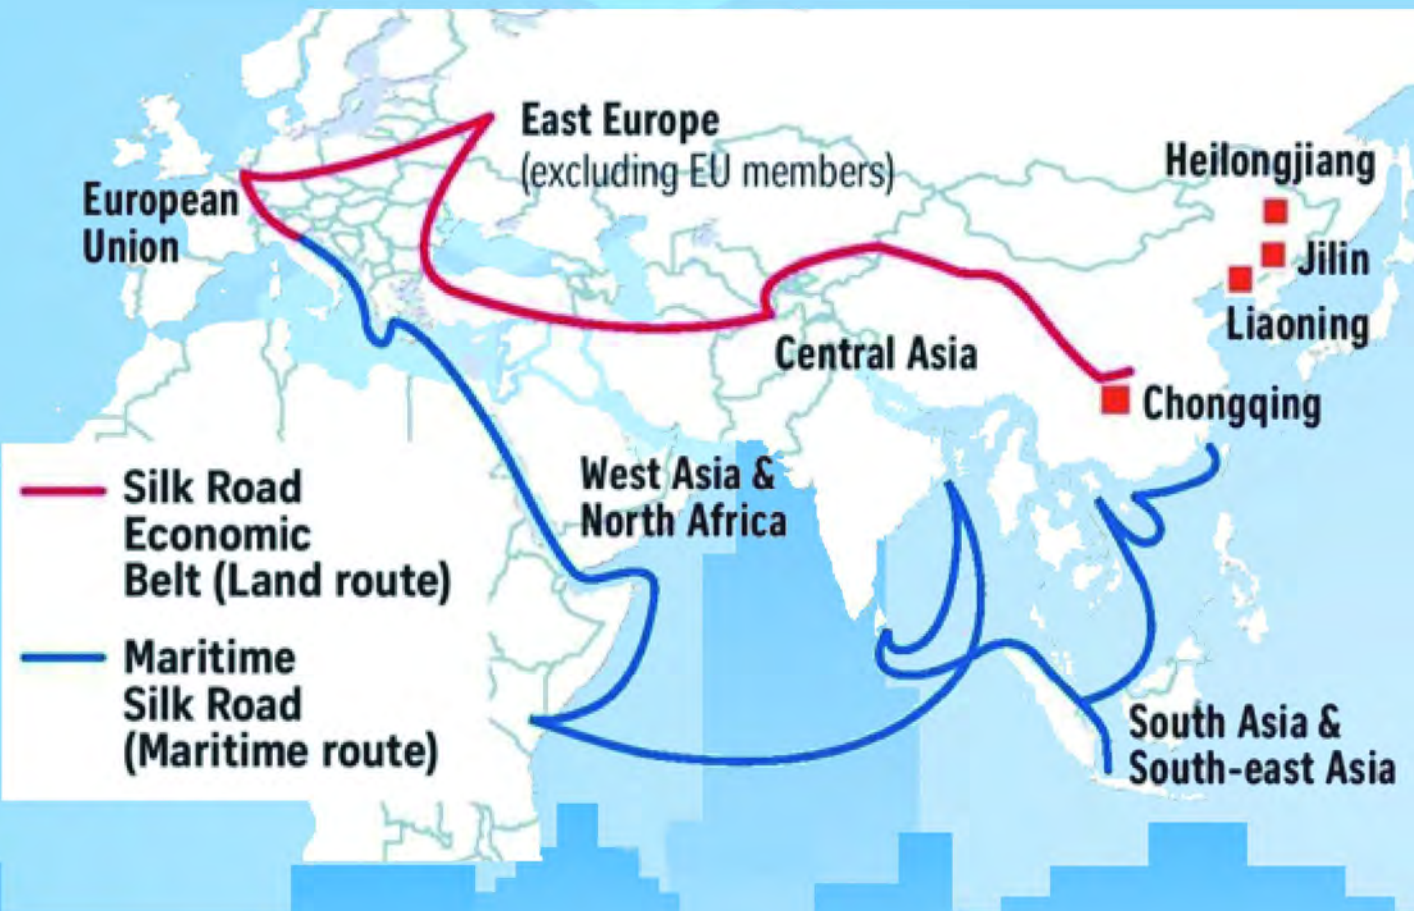 East Europe
(excluding EU members)
Heilongjiang
European
Union
Jilin
Liaoning
Central Asia
Chongqing
West Asia &
North Africa
Silk Road
Economic
Belt (Land route)
Maritime
Silk Road
(Maritime route)
South Asia &
South-east Asia